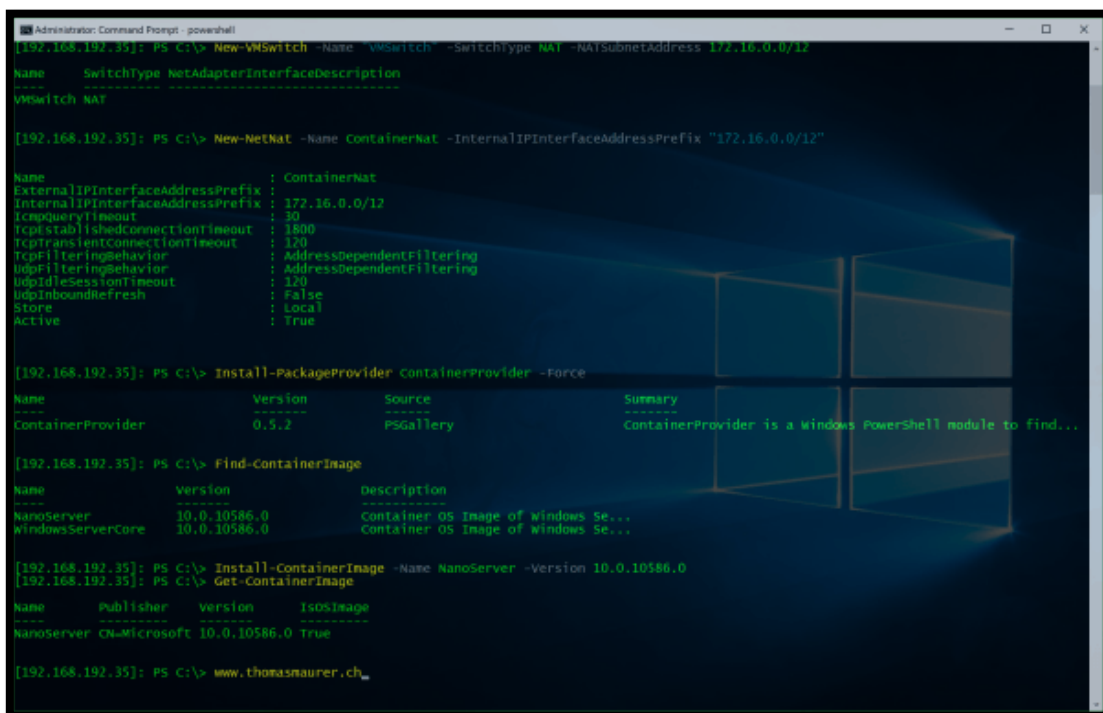 Administrator: Command Prompt - powershell
[192.168.192.35]: PS C:\> New-VMSwitch -Name "VMSwitch" -SwitchType NAT -NATSubnetAddress 172.16.0.0/12
Name SwitchType NetAdapterInterfaceDescription
---- ---------- ------------------------------
VMSwitch NAT
[192.168.192.35]: PS C:\> New-NetNat -Name ContainerNat -InternalIPInterfaceAddressPrefix "172.16.0.0/12"
Name : ContainerNat
ExternalIPInterfaceAddressPrefix :
InternalIPInterfaceAddressPrefix : 172.16.0.0/12
IcmpQueryTimeout : 30
TcpEstablishedConnectionTimeout : 1800
TcpTransientConnectionTimeout : 120
TcpFilteringBehavior : AddressDependentFiltering
UdpFilteringBehavior : AddressDependentFiltering
UdpIdleSessionTimeout : 120
UdpInboundRefresh : False
Store : Local
Active : True
[192.168.192.35]: PS C:\> Install-PackageProvider ContainerProvider -Force
Name Version Source Summary
---- ------- ------ -------
ContainerProvider 0.5.2 PSGallery ContainerProvider is a Windows PowerShell module to find...
[192.168.192.35]: PS C:\> Find-ContainerImage
Name Version Description
---- ------- -----------
NanoServer 10.0.10586.0 Container OS Image of Windows Se...
WindowsServerCore 10.0.10586.0 Container OS Image of Windows Se...
[192.168.192.35]: PS C:\> Install-ContainerImage -Name NanoServer -Version 10.0.10586.0
[192.168.192.35]: PS C:\> Get-ContainerImage
Name Publisher Version IsOSImage
---- --------- ------- ---------
NanoServer CN=Microsoft 10.0.10586.0 True
[192.168.192.35]: PS C:\> www.thomasmaurer.ch_